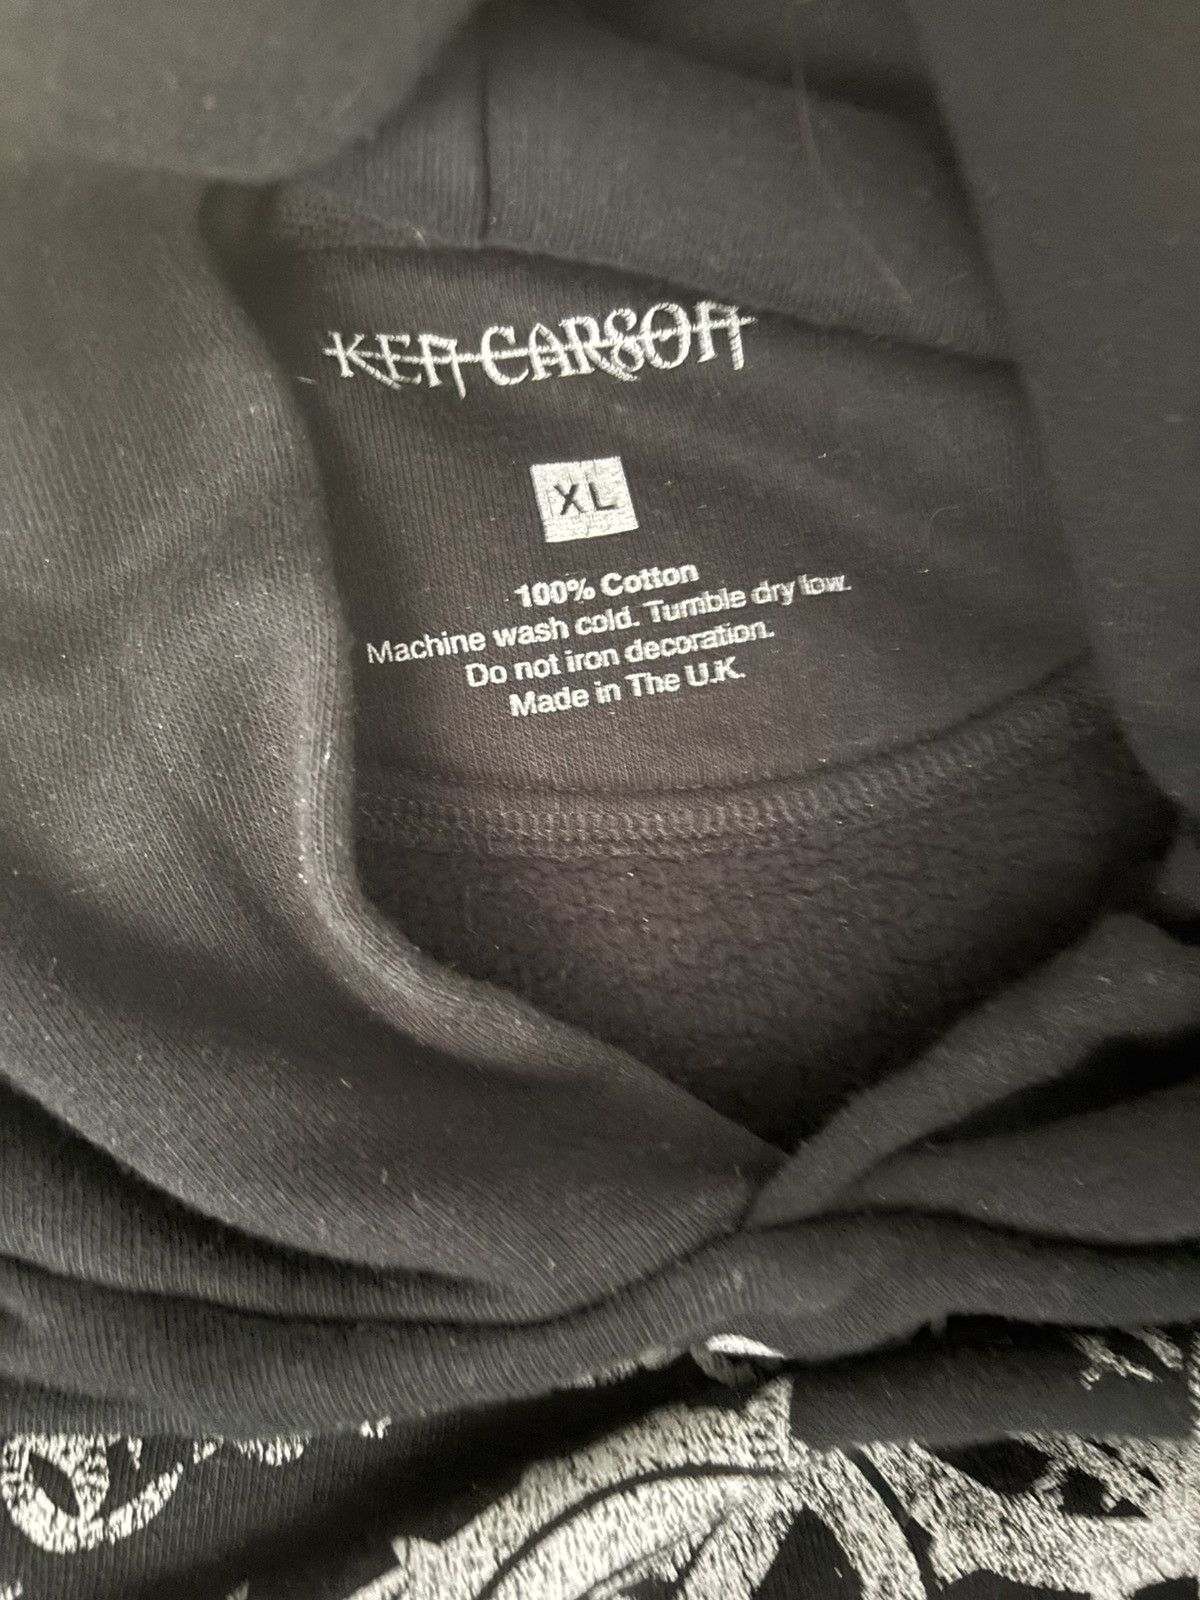 KEN CARSON
XL
100% Cotton
Machine wash cold. Tumble dry low.
Do not iron decoration.
Made in The U.K.